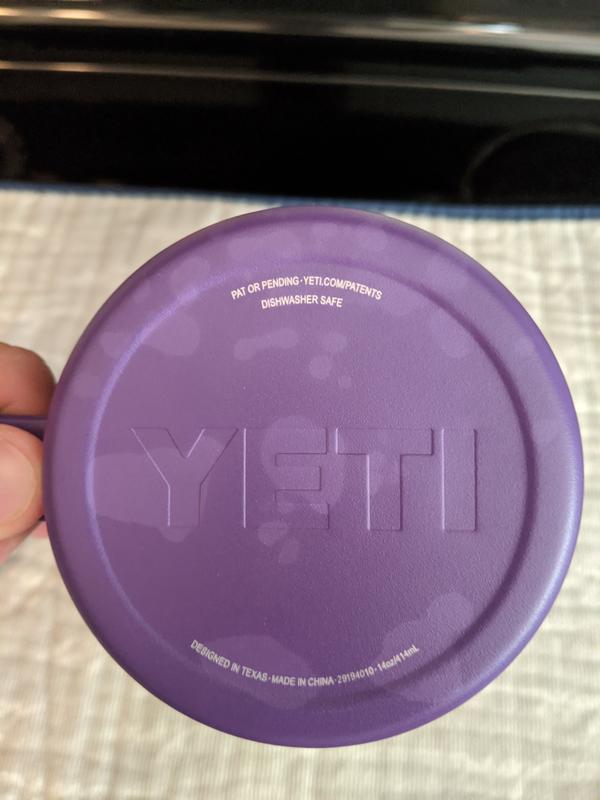 PAT OR PENDING · YETI.COM/PATENTS
DISHWASHER SAFE
YETI
DESIGNED IN TEXAS · MADE IN CHINA · 29194010 · 14oz/414mL